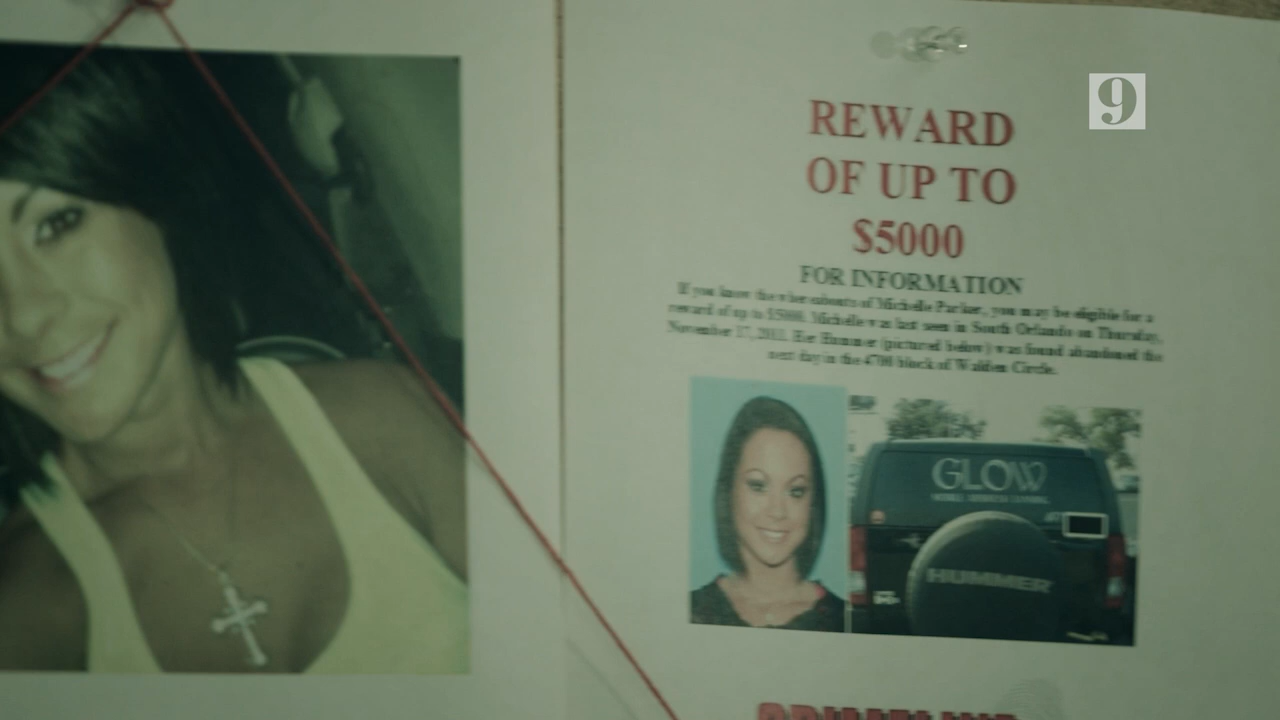 9
REWARD
OF UP TO
$5000
FOR INFORMATION
If you know the wherabouts of Michelle Parker, you may be eligible for a
reward of up to $5000. Michelle was last seen in South Orlando on Thursday,
November 17, 2011. Her Hummer (pictured below) was found abandoned the
next day in the 4700 block of Walden Circle.
GLOW
HUMMER
CRIMELINE